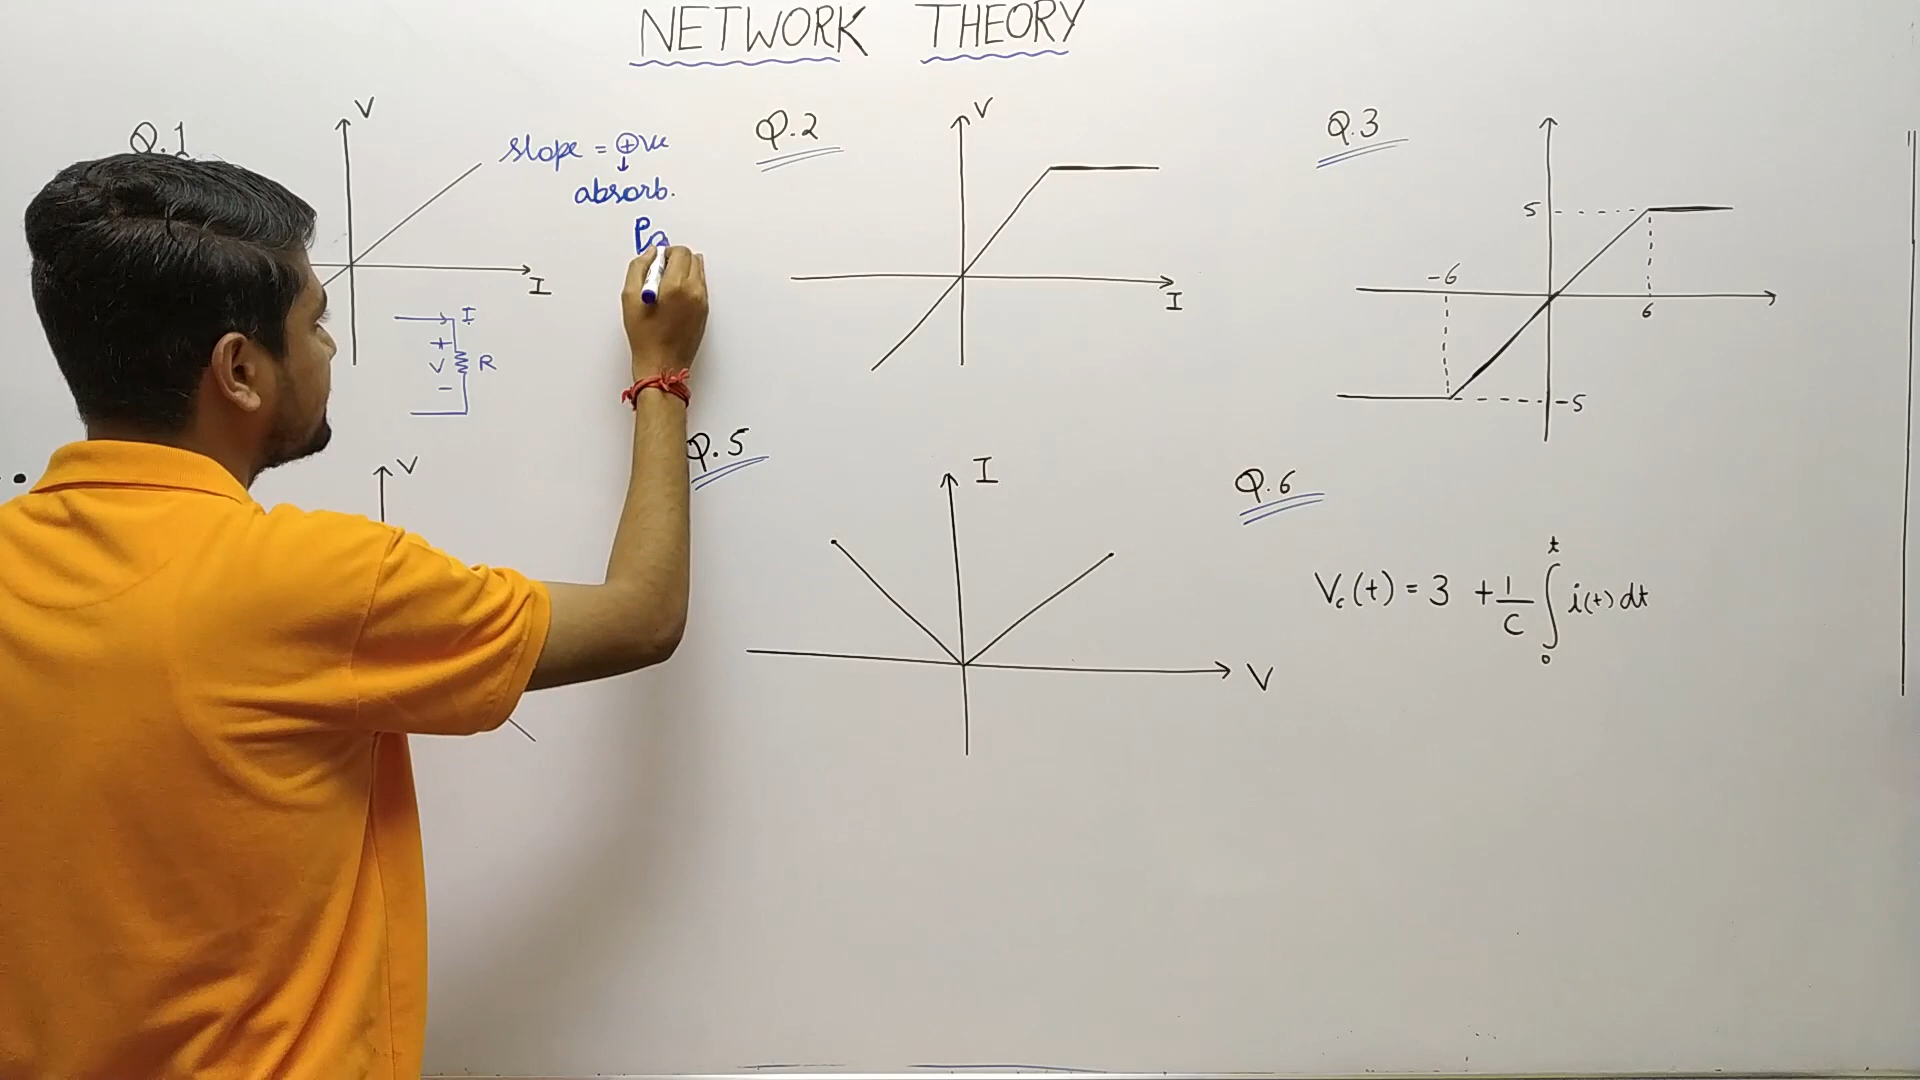 NETWORK THEORY
Q.1
V
I
slope = ⊕ve
↓
absorb.
I
+
V
-
R
Q.2
V
I
Q.3
5
-6
6
-5
V
Q.5
I
V
Q.6
Vc(t) = 3 + 1/C ∫₀ᵗ i(t) dt